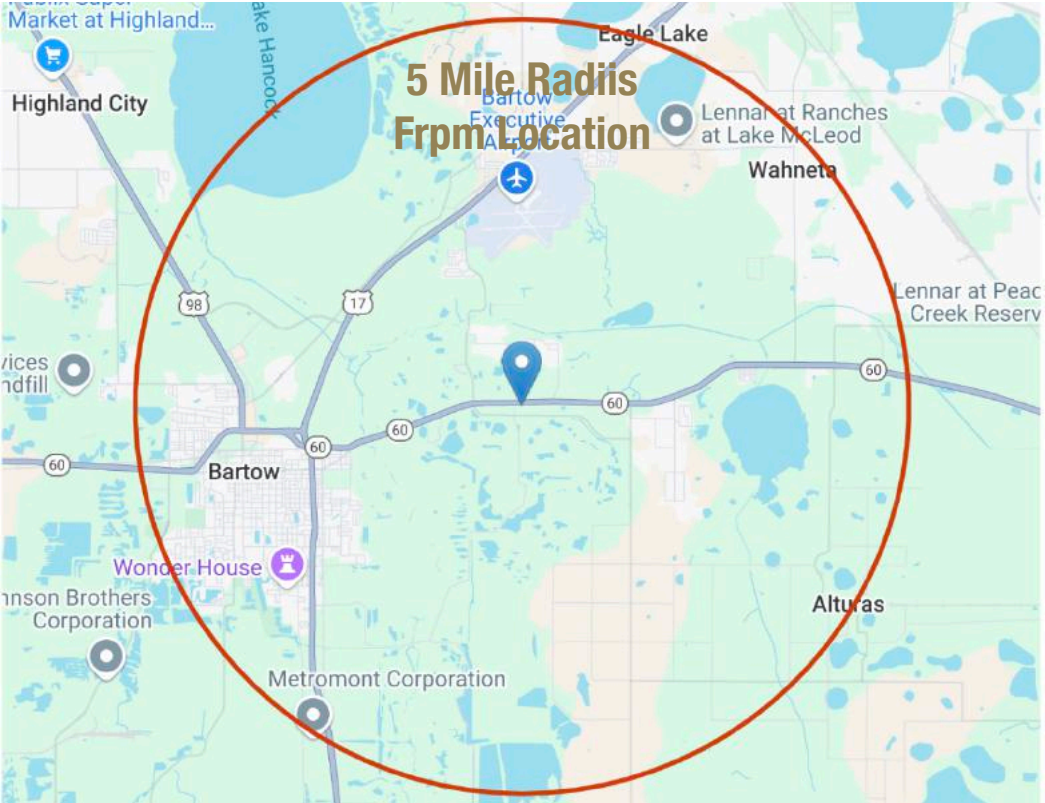 Market at Highland...
Highland City
ake Hancock
Eagle Lake
5 Mile Radiis
Frpm Location
Bartow
Executive
Airport
Lennar at Ranches
at Lake McLeod
Wahneta
98
17
Lennar at Peac
Creek Reserv
vices
ndfill
60
60
60
60
60
Bartow
Wonder House
nnson Brothers
Corporation
Alturas
Metromont Corporation